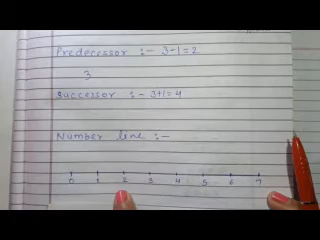 Predecessor :- 3-1=2
3
Successor :- 3+1=4
Number line :-
0 1 2 3 4 5 6 7